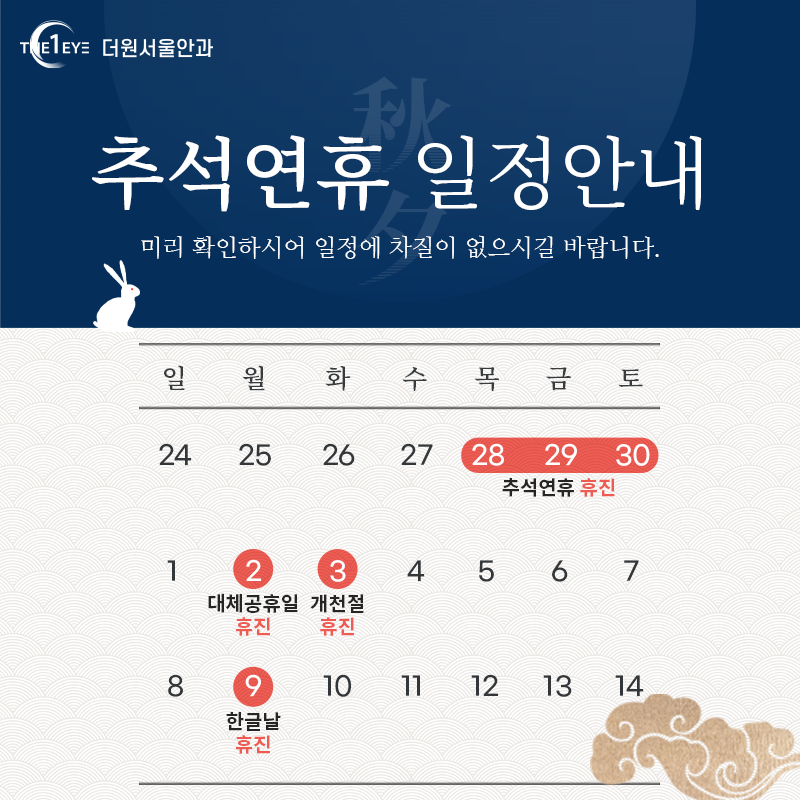 THE1EYE 더원서울안과
秋夕
추석연휴 일정안내
미리 확인하시어 일정에 차질이 없으시길 바랍니다.
일 월 화 수 목 금 토
24 25 26 27 28 29 30
추석연휴 휴진
1 2 3 4 5 6 7
대체공휴일 개천절
휴진 휴진
8 9 10 11 12 13 14
한글날
휴진